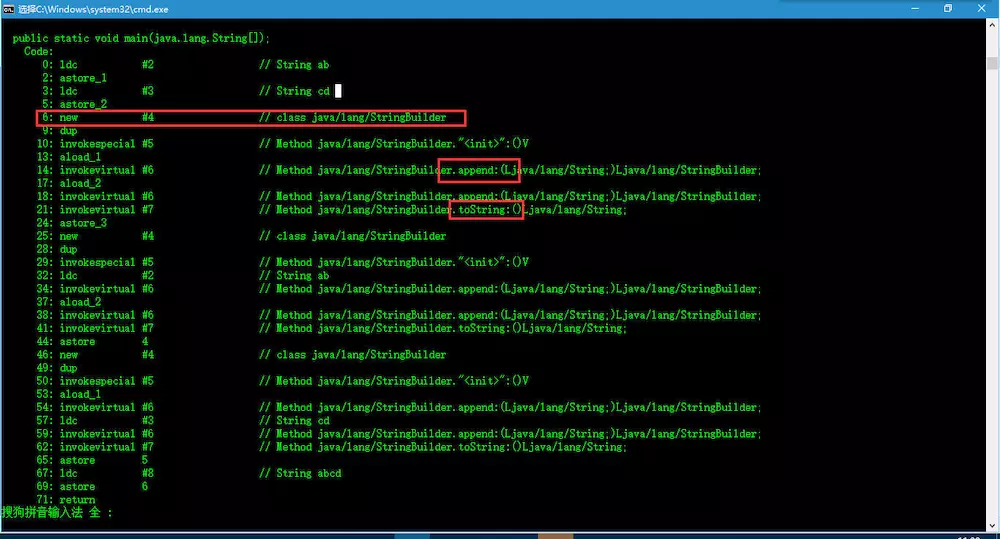 选择C:\Windows\system32\cmd.exe
public static void main(java.lang.String[]);
Code:
0: ldc #2 // String ab
2: astore_1
3: ldc #3 // String cd
5: astore_2
6: new #4 // class java/lang/StringBuilder
9: dup
10: invokespecial #5 // Method java/lang/StringBuilder."<init>":()V
13: aload_1
14: invokevirtual #6 // Method java/lang/StringBuilder.append:(Ljava/lang/String;)Ljava/lang/StringBuilder;
17: aload_2
18: invokevirtual #6 // Method java/lang/StringBuilder.append:(Ljava/lang/String;)Ljava/lang/StringBuilder;
21: invokevirtual #7 // Method java/lang/StringBuilder.toString:()Ljava/lang/String;
24: astore_3
25: new #4 // class java/lang/StringBuilder
28: dup
29: invokespecial #5 // Method java/lang/StringBuilder."<init>":()V
32: ldc #2 // String ab
34: invokevirtual #6 // Method java/lang/StringBuilder.append:(Ljava/lang/String;)Ljava/lang/StringBuilder;
37: aload_2
38: invokevirtual #6 // Method java/lang/StringBuilder.append:(Ljava/lang/String;)Ljava/lang/StringBuilder;
41: invokevirtual #7 // Method java/lang/StringBuilder.toString:()Ljava/lang/String;
44: astore 4
46: new #4 // class java/lang/StringBuilder
49: dup
50: invokespecial #5 // Method java/lang/StringBuilder."<init>":()V
53: aload_1
54: invokevirtual #6 // Method java/lang/StringBuilder.append:(Ljava/lang/String;)Ljava/lang/StringBuilder;
57: ldc #3 // String cd
59: invokevirtual #6 // Method java/lang/StringBuilder.append:(Ljava/lang/String;)Ljava/lang/StringBuilder;
62: invokevirtual #7 // Method java/lang/StringBuilder.toString:()Ljava/lang/String;
65: astore 5
67: ldc #8 // String abcd
69: astore 6
71: return
搜狗拼音输入法 全 :